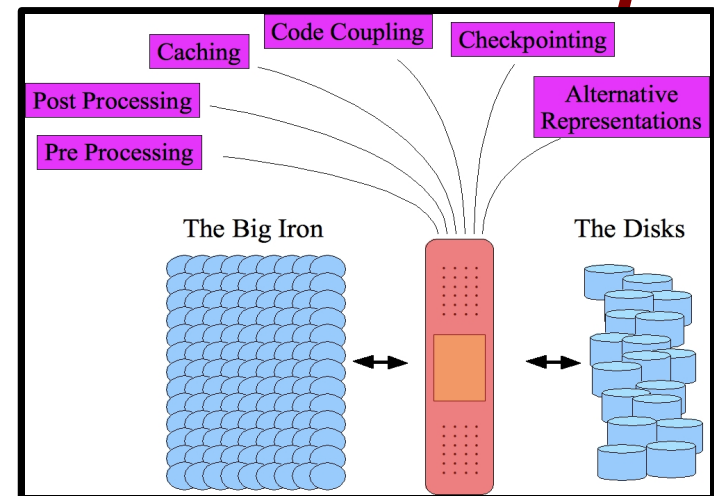 Code Coupling
Checkpointing
Caching
Post Processing
Alternative
Representations
Pre Processing
The Big Iron
The Disks